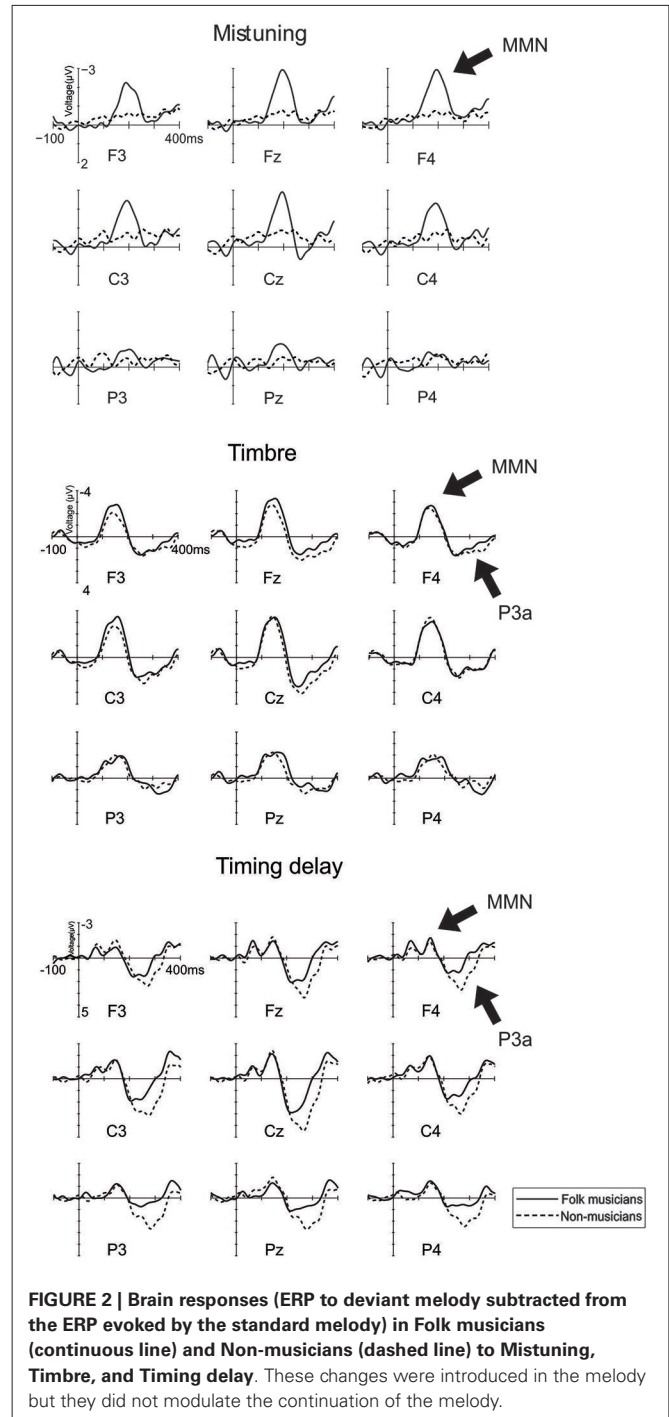 Mistuning
MMN
−3
Voltage(µV)
−100
400ms
2
F3
Fz
F4
C3
Cz
C4
P3
Pz
P4
Timbre
MMN
-4
Voltage (µV)
-100
400ms
4
F3
Fz
F4
P3a
C3
Cz
C4
P3
Pz
P4
Timing delay
MMN
-3
Voltage(µV)
-100
400ms
5
F3
Fz
F4
P3a
C3
Cz
C4
P3
Pz
P4
Folk musicians
Non-musicians
FIGURE 2 | Brain responses (ERP to deviant melody subtracted from
the ERP evoked by the standard melody) in Folk musicians
(continuous line) and Non-musicians (dashed line) to Mistuning,
Timbre, and Timing delay. These changes were introduced in the melody
but they did not modulate the continuation of the melody.